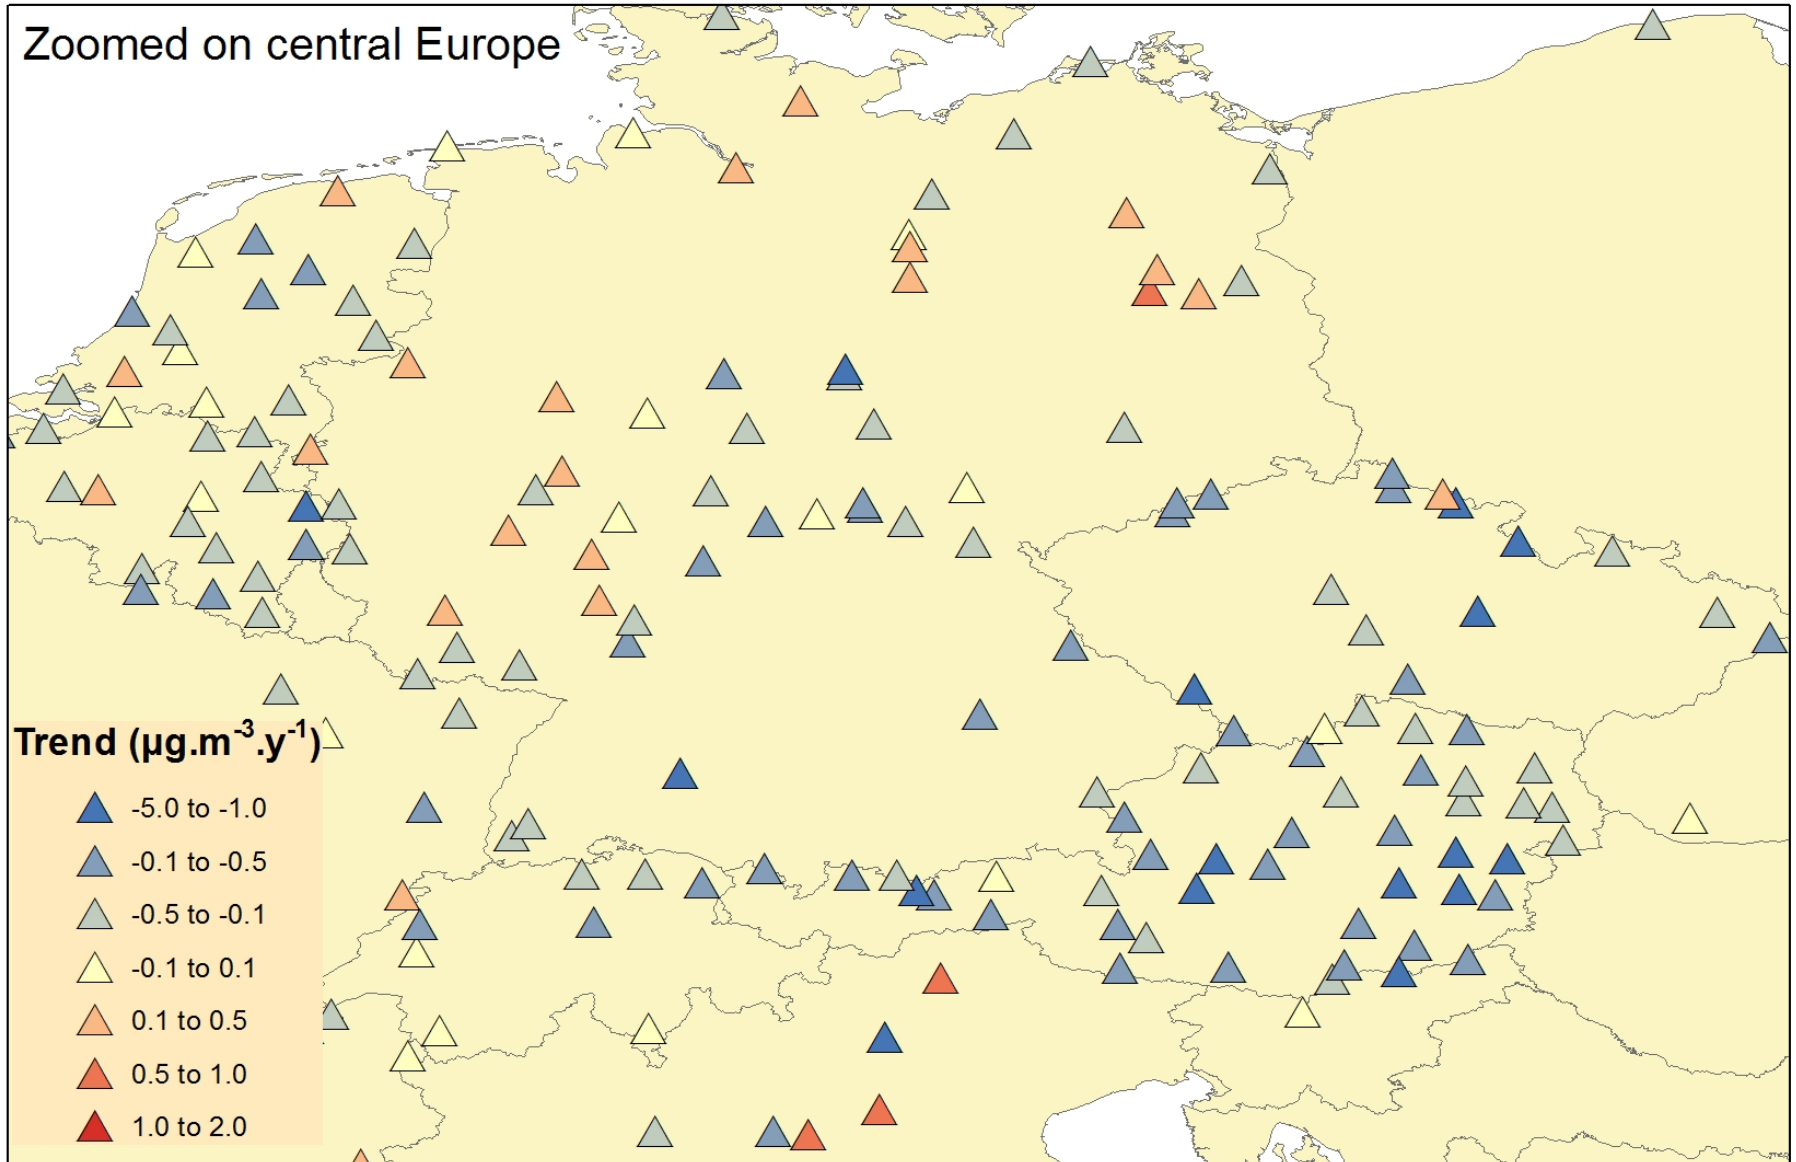 Zoomed on central Europe
Trend (µg.m⁻³.y⁻¹)
-5.0 to -1.0
-0.1 to -0.5
-0.5 to -0.1
-0.1 to 0.1
0.1 to 0.5
0.5 to 1.0
1.0 to 2.0